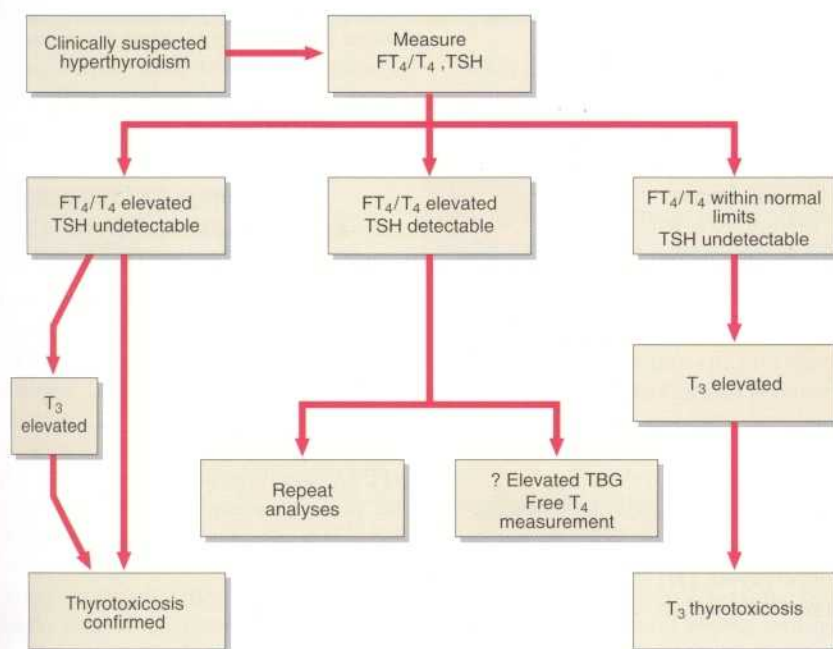 Clinically suspected
hyperthyroidism
Measure
FT₄/T₄ ,TSH
FT₄/T₄ elevated
TSH undetectable
FT₄/T₄ elevated
TSH detectable
FT₄/T₄ within normal
limits
TSH undetectable
T₃
elevated
T₃ elevated
Repeat
analyses
? Elevated TBG
Free T₄
measurement
Thyrotoxicosis
confirmed
T₃ thyrotoxicosis